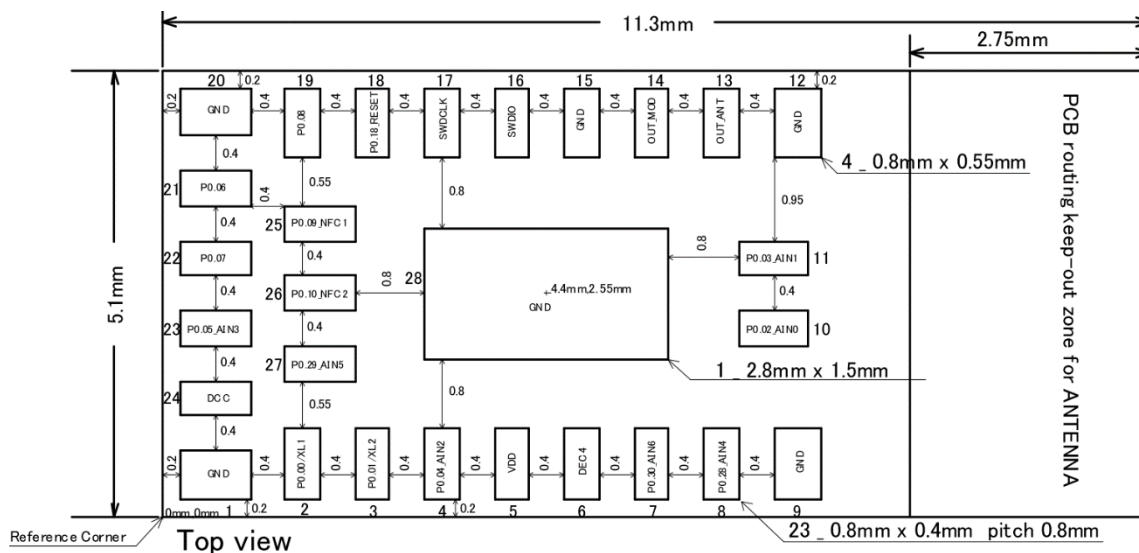 11.3mm
2.75mm
20 0.2 19 18 17 16 15 14 13 12 0.2
0.2 GND 0.4 P0.08 0.4 P0.18_RESET 0.4 SWDCLK 0.4 SWDIO 0.4 GND 0.4 OUT_MOD 0.4 OUT_ANT 0.4 GND
0.4
4 _ 0.8mm x 0.55mm
21 P0.06 0.4 0.55 0.8 0.95
0.4 25 P0.09_NFC1
22 P0.07 0.4 0.8 P0.03_AIN1 11
0.4 26 P0.10_NFC2 0.8 28 4.4mm,2.55mm 0.4
GND
23 P0.05_AIN3 0.4 P0.02_AIN0 10
0.4 27 P0.29_AIN5
1 _ 2.8mm x 1.5mm
24 DCC 0.55 0.8
0.4
0.2 GND 0.4 P0.00/XL1 0.4 P0.01/XL2 0.4 P0.04_AIN2 0.4 VDD 0.4 DEC4 0.4 P0.30_AIN6 0.4 P0.28_AIN4 0.4 GND
0mm,0mm 1 0.2 2 3 4 0.2 5 6 7 8 9
5.1mm
PCB routing keep-out zone for ANTENNA
23 _ 0.8mm x 0.4mm pitch 0.8mm
Reference Corner
Top view